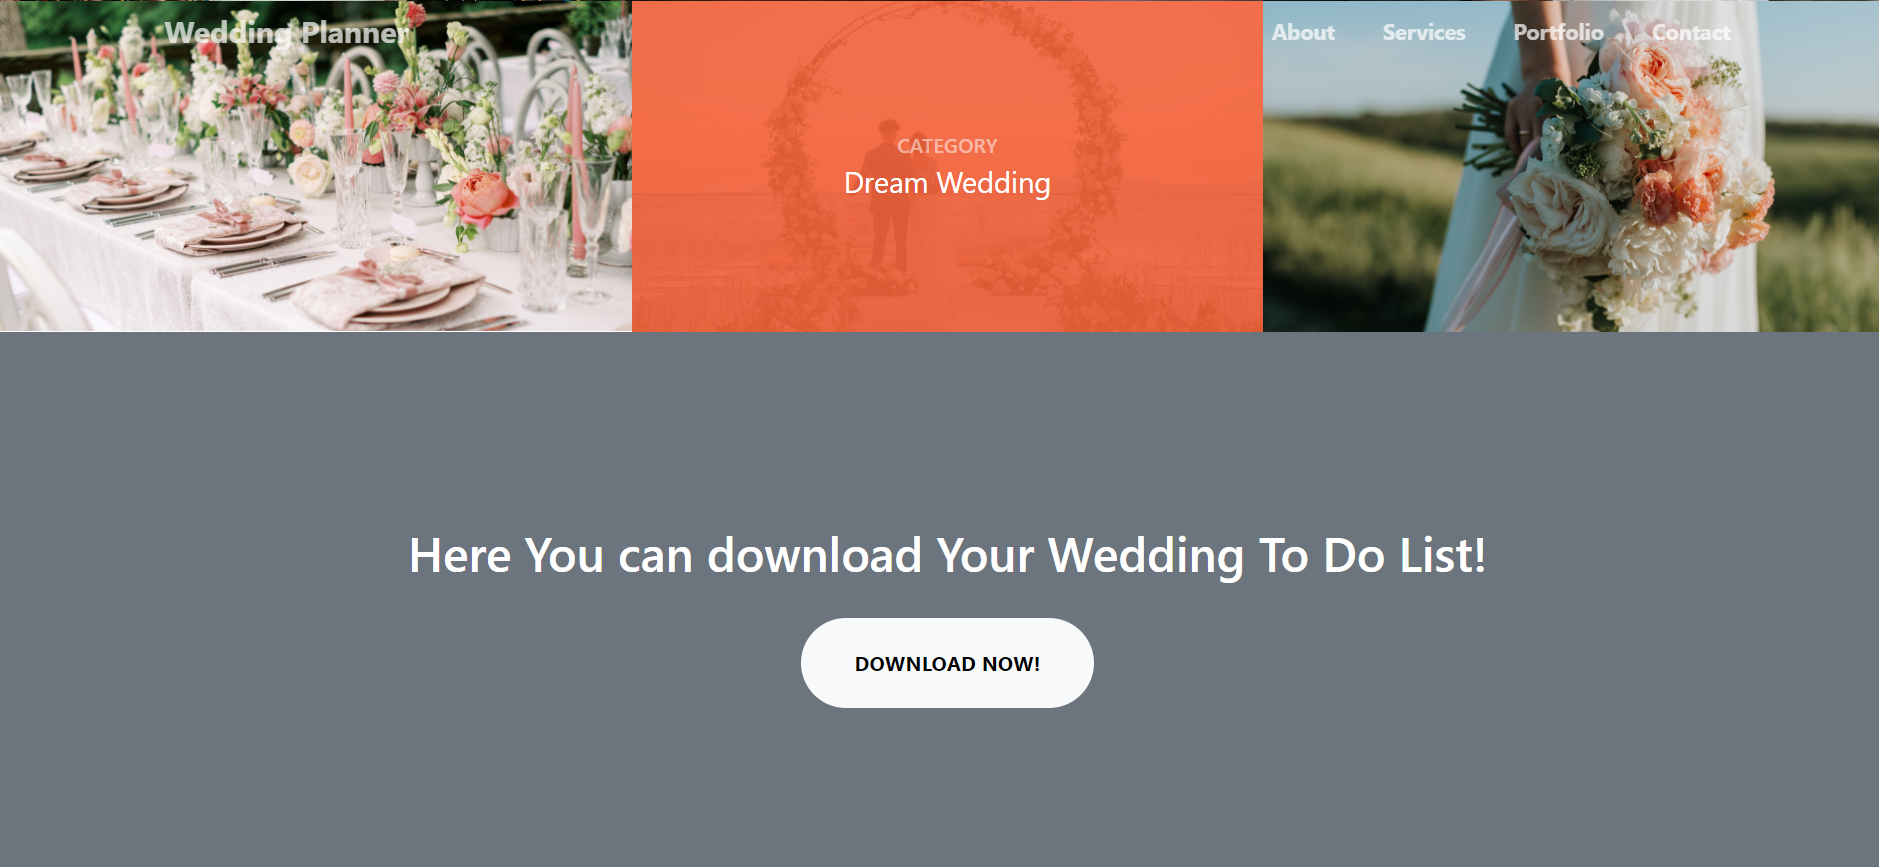 Wedding Planner
About
Services
Portfolio
Contact
CATEGORY
Dream Wedding
Here You can download Your Wedding To Do List!
DOWNLOAD NOW!